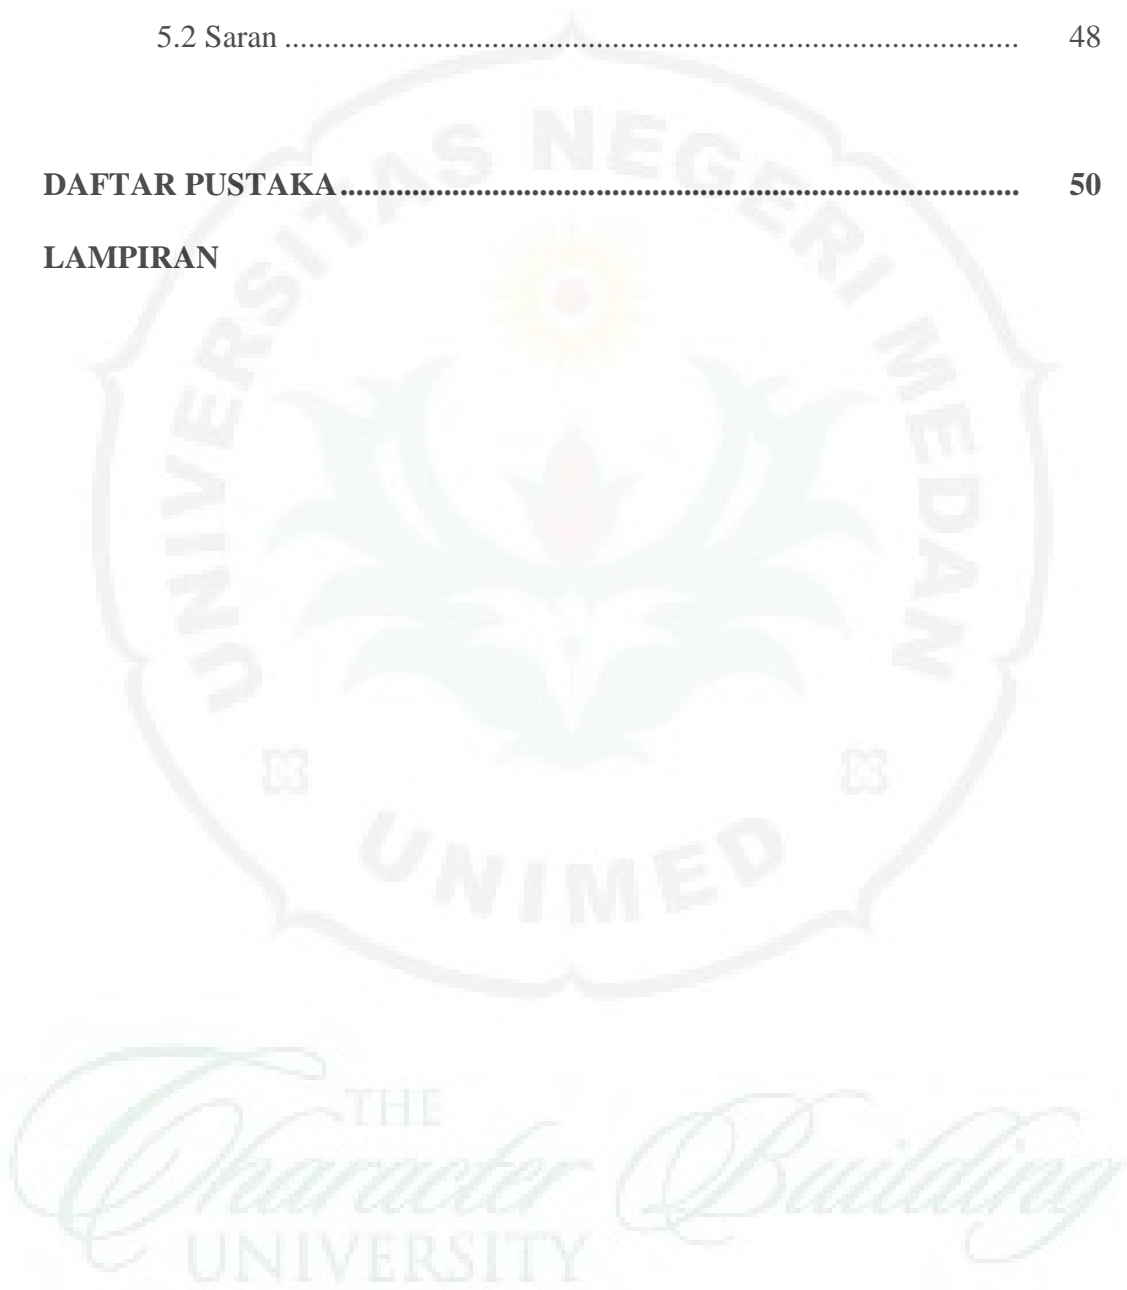 5.2 Saran ............................................................................................... 48
DAFTAR PUSTAKA....................................................................................... 50
LAMPIRAN
UNIVERSITAS NEGERI MEDAN
UNIMED
THE
Character Building
UNIVERSITY